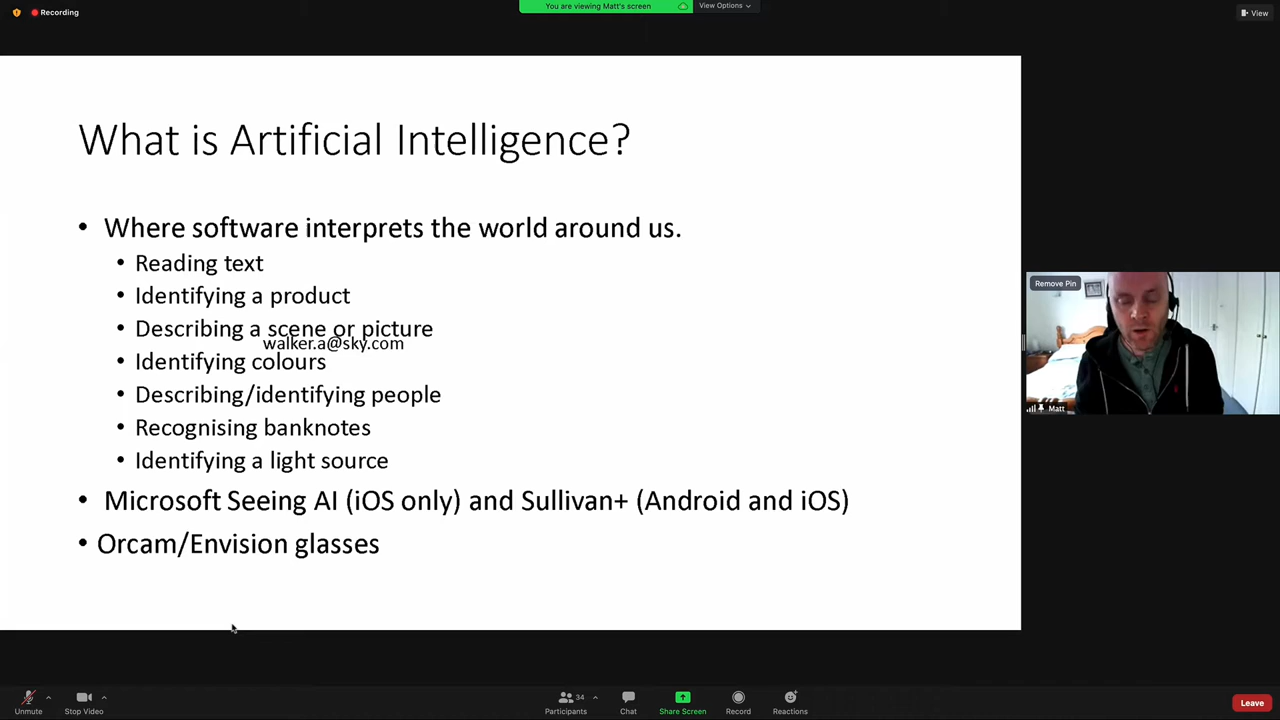 Recording
You are viewing Matt's screen
View Options
View
What is Artificial Intelligence?
• Where software interprets the world around us.
• Reading text
• Identifying a product
• Describing a scene or picture
walker.a@sky.com
• Identifying colours
• Describing/identifying people
• Recognising banknotes
• Identifying a light source
• Microsoft Seeing AI (iOS only) and Sullivan+ (Android and iOS)
• Orcam/Envision glasses
Remove Pin
Matt
Unmute
Stop Video
34
Participants
Chat
Share Screen
Record
Reactions
Leave